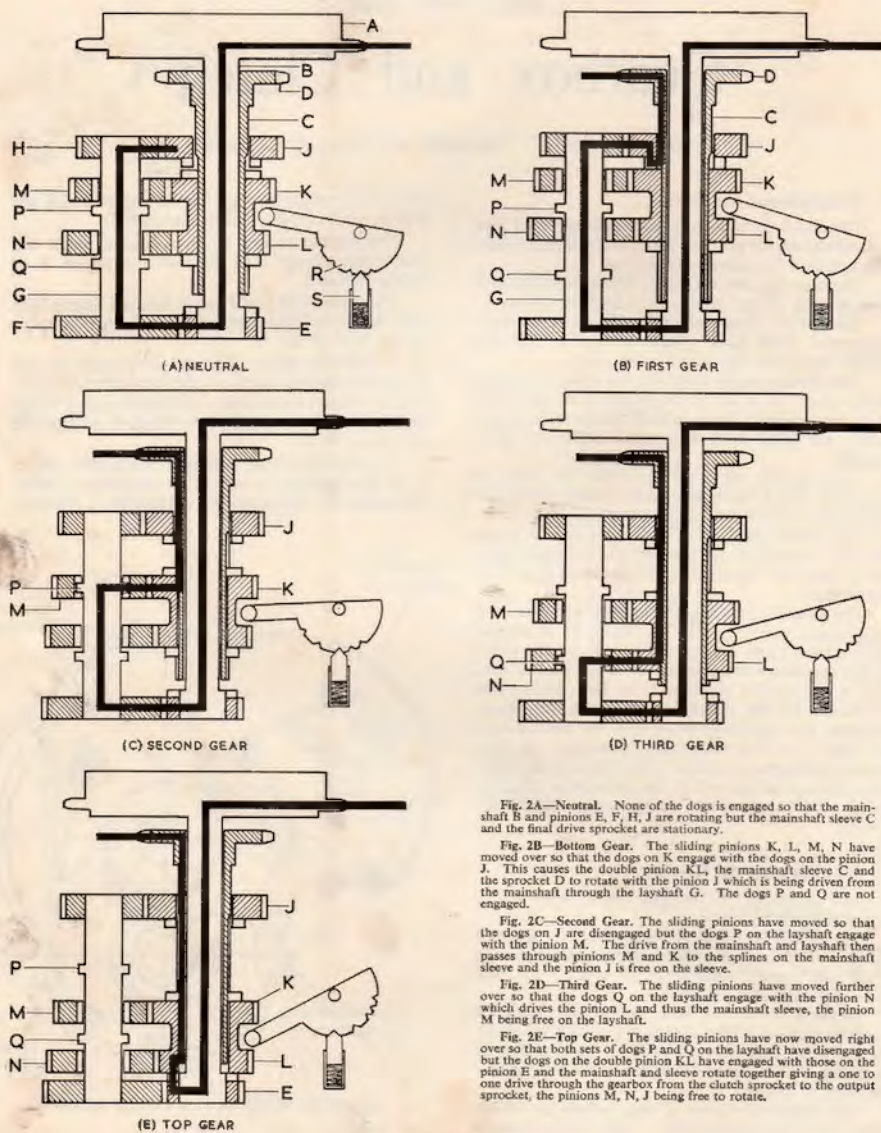 A
B
D
C
H
J
M
K
P
N
L
Q
R
G
S
F
E
(A) NEUTRAL
D
C
J
M
K
P
N
L
Q
G
(B) FIRST GEAR
J
P
K
M
(C) SECOND GEAR
M
Q
L
N
(D) THIRD GEAR
J
P
K
M
Q
L
N
E
(E) TOP GEAR
Fig. 2A—Neutral. None of the dogs is engaged so that the main-
shaft B and pinions E, F, H, J are rotating but the mainshaft sleeve C
and the final drive sprocket are stationary.
Fig. 2B—Bottom Gear. The sliding pinions K, L, M, N have
moved over so that the dogs on K engage with the dogs on the pinion
J. This causes the double pinion KL, the mainshaft sleeve C and
the sprocket D to rotate with the pinion J which is being driven from
the mainshaft through the layshaft G. The dogs P and Q are not
engaged.
Fig. 2C—Second Gear. The sliding pinions have moved so that
the dogs on J are disengaged but the dogs P on the layshaft engage
with the pinion M. The drive from the mainshaft and layshaft then
passes through pinions M and K to the splines on the mainshaft
sleeve and the pinion J is free on the sleeve.
Fig. 2D—Third Gear. The sliding pinions have moved further
over so that the dogs Q on the layshaft engage with the pinion N
which drives the pinion L and thus the mainshaft sleeve, the pinion
M being free on the layshaft.
Fig. 2E—Top Gear. The sliding pinions have now moved right
over so that both sets of dogs P and Q on the layshaft have disengaged
but the dogs on the double pinion KL have engaged with those on the
pinion E and the mainshaft and sleeve rotate together giving a one to
one drive through the gearbox from the clutch sprocket to the output
sprocket, the pinions M, N, J being free to rotate.